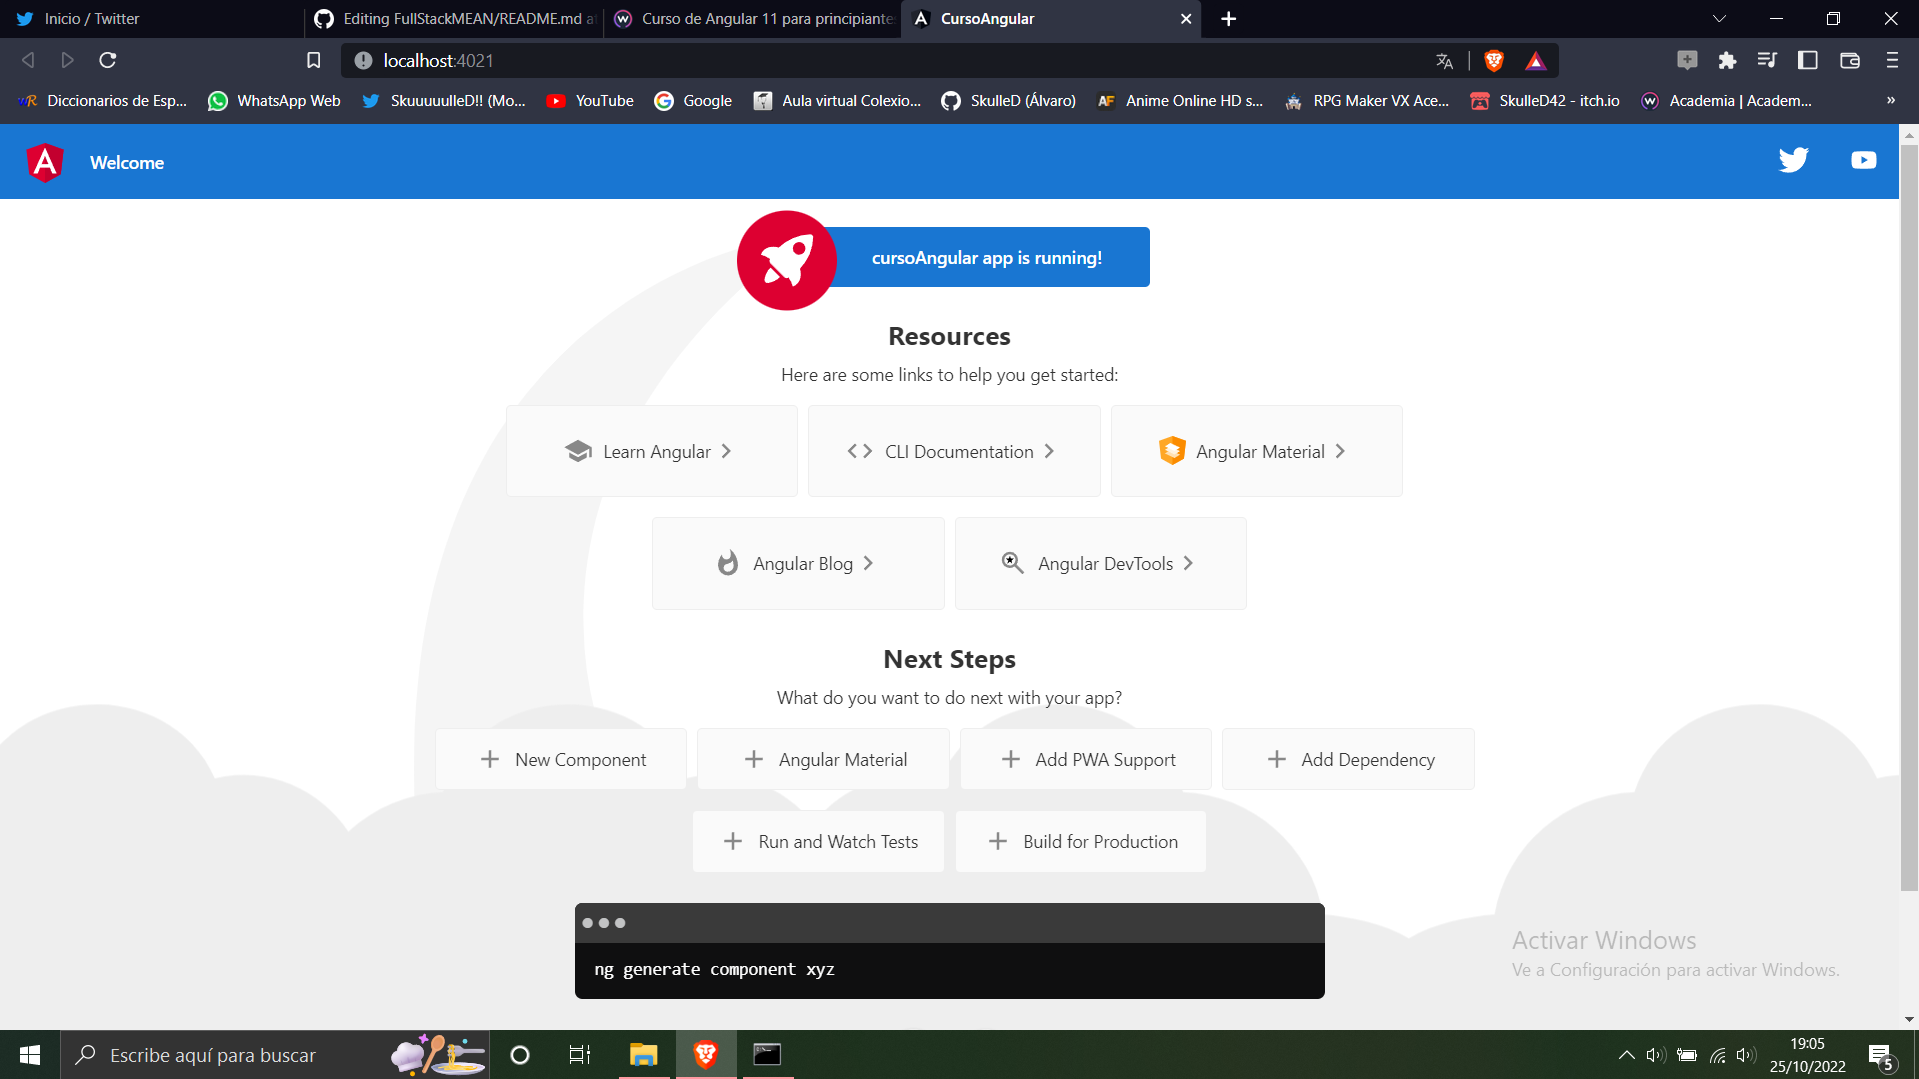 Inicio / Twitter
Editing FullStackMEAN/README.md at
Curso de Angular 11 para principiante
CursoAngular
localhost:4021
Diccionarios de Esp...
WhatsApp Web
SkuuuuulleD!! (Mo...
YouTube
Google
Aula virtual Colexio...
SkulleD (Álvaro)
AF
Anime Online HD s...
RPG Maker VX Ace...
SkulleD42 - itch.io
Academia | Academ...
»
A
Welcome
cursoAngular app is running!
Resources
Here are some links to help you get started:
Learn Angular
CLI Documentation
Angular Material
Angular Blog
Angular DevTools
Next Steps
What do you want to do next with your app?
New Component
Angular Material
Add PWA Support
Add Dependency
Run and Watch Tests
Build for Production
ng generate component xyz
Activar Windows
Ve a Configuración para activar Windows.
Escribe aquí para buscar
19:05
25/10/2022
5